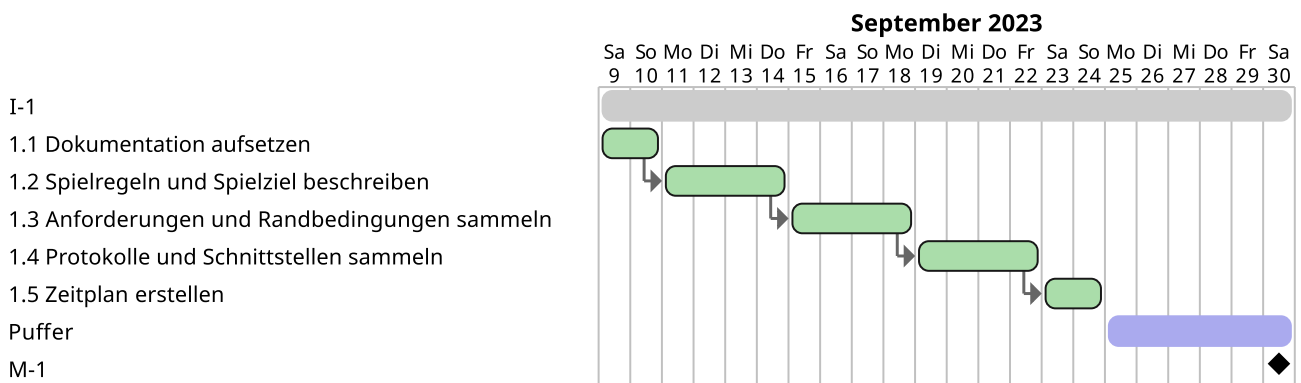 September 2023
Sa So Mo Di Mi Do Fr Sa So Mo Di Mi Do Fr Sa So Mo Di Mi Do Fr Sa
9 10 11 12 13 14 15 16 17 18 19 20 21 22 23 24 25 26 27 28 29 30
I-1
1.1 Dokumentation aufsetzen
1.2 Spielregeln und Spielziel beschreiben
1.3 Anforderungen und Randbedingungen sammeln
1.4 Protokolle und Schnittstellen sammeln
1.5 Zeitplan erstellen
Puffer
M-1